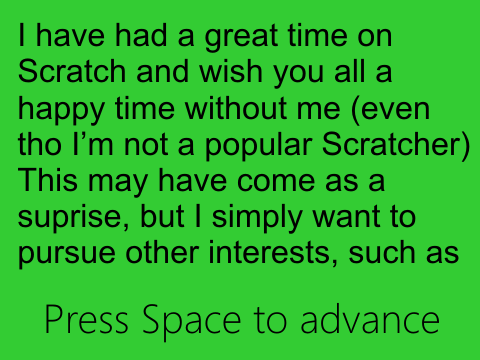 I have had a great time on
Scratch and wish you all a
happy time without me (even
tho I’m not a popular Scratcher)
This may have come as a
suprise, but I simply want to
pursue other interests, such as
Press Space to advance